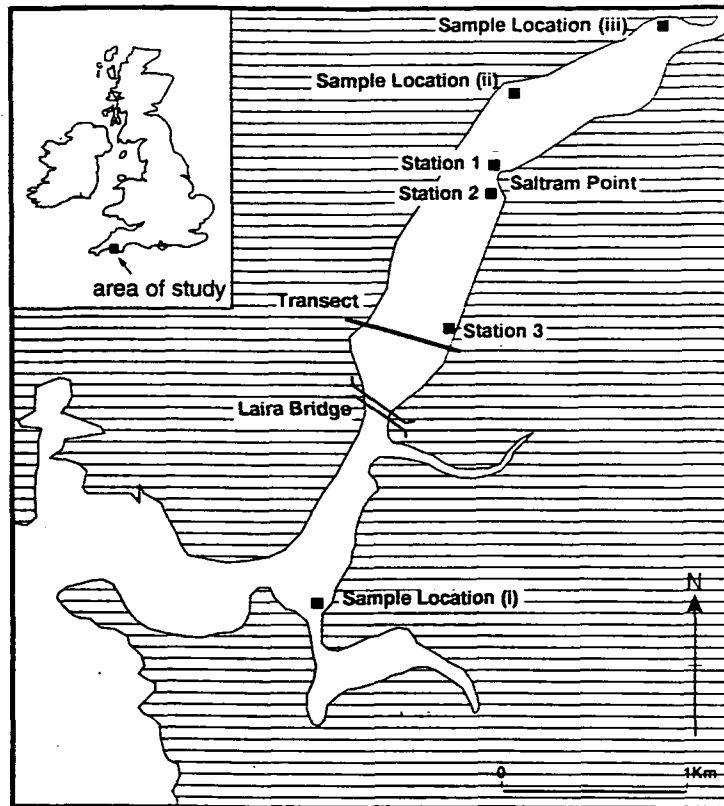 Sample Location (iii)
Sample Location (ii)
Station 1
Saltram Point
Station 2
area of study
Transect
Station 3
Laira Bridge
N
Sample Location (i)
0 1Km